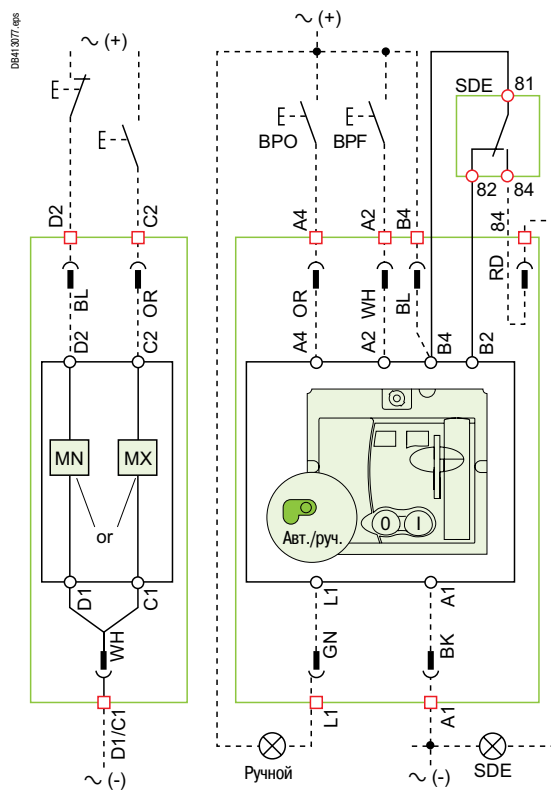 DB413077.eps
~ (+)
~ (+)
E
E
E
BPO
E
BPF
SDE
81
82
84
D2
C2
A4
A2
B4
84
BL
OR
OR
WH
BL
RD
D2
C2
A4
A2
B4
B2
MN
MX
or
Авт./руч.
0
I
D1
C1
L1
A1
WH
GN
BK
D1/C1
L1
A1
Ручной
SDE
~ (-)
~ (-)